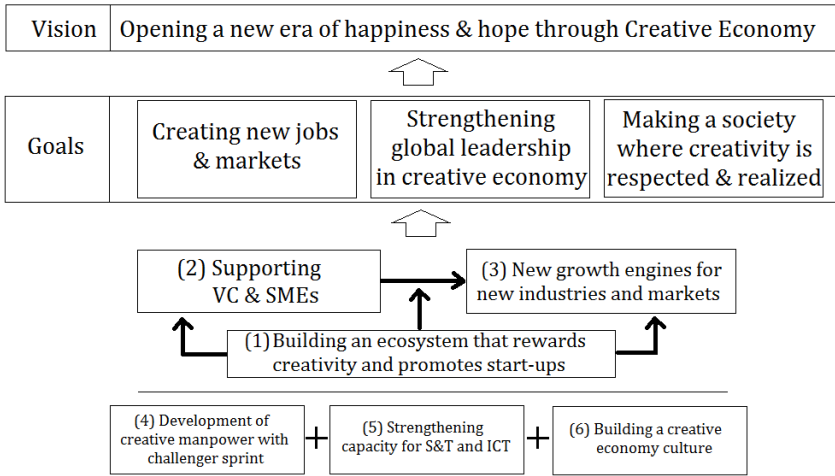 Vision
Opening a new era of happiness & hope through Creative Economy
Goals
Creating new jobs
& markets
Strengthening
global leadership
in creative economy
Making a society
where creativity is
respected & realized
(2) Supporting
VC & SMEs
(3) New growth engines for
new industries and markets
(1) Building an ecosystem that rewards
creativity and promotes start-ups
(4) Development of
creative manpower with
challenger sprint
+
(5) Strengthening
capacity for S&T and ICT
+
(6) Building a creative
economy culture